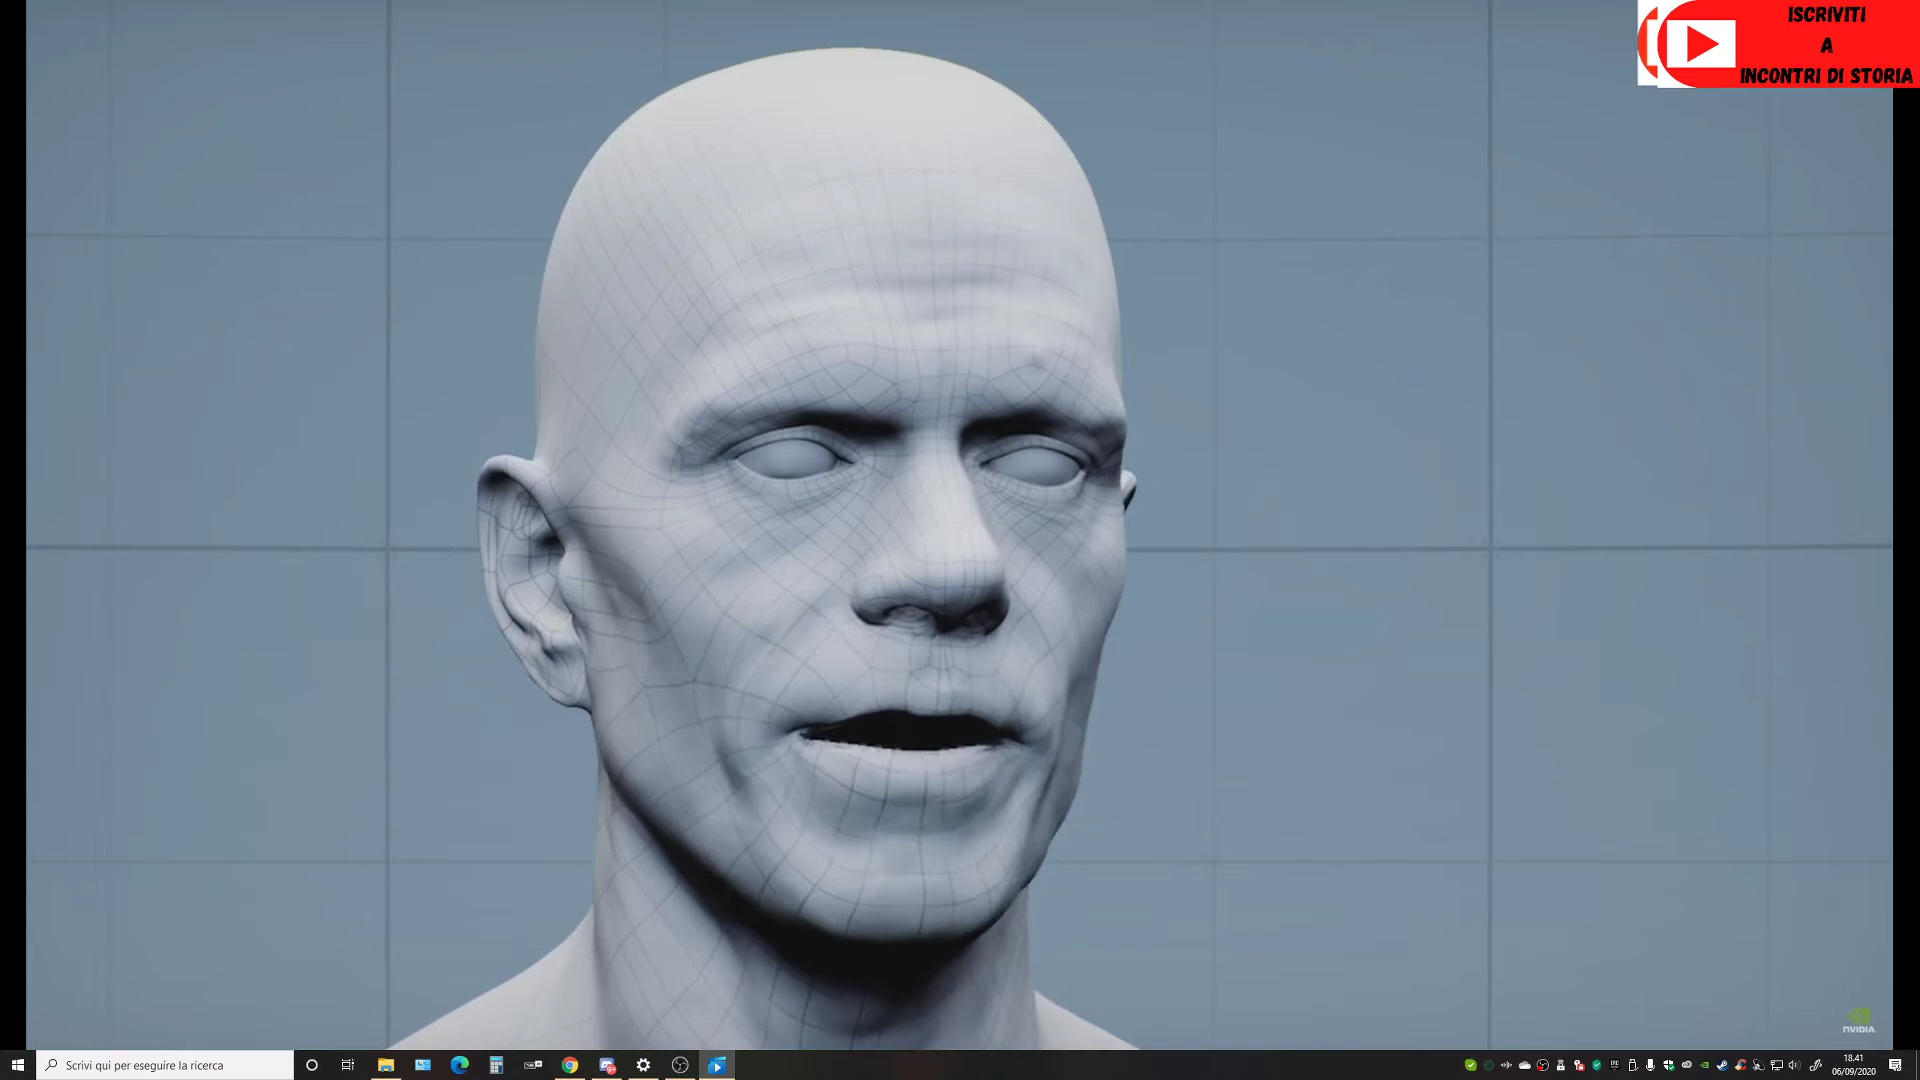 ISCRIVITI
A
INCONTRI DI STORIA
NVIDIA
Scrivi qui per eseguire la ricerca
18.41
06/09/2020